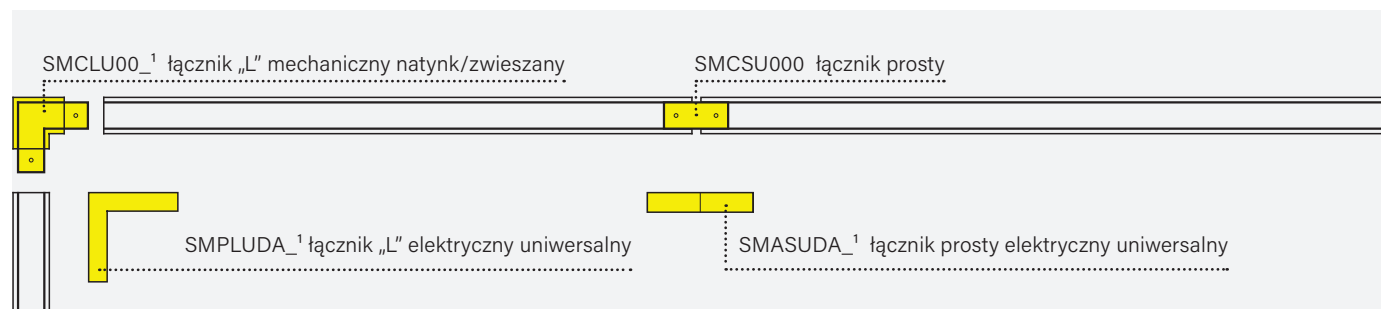 SMCLU00_¹ łącznik „L” mechaniczny natynk/zwieszany
SMCSU000 łącznik prosty
SMPLUDA_¹ łącznik „L” elektryczny uniwersalny
SMASUDA_¹ łącznik prosty elektryczny uniwersalny